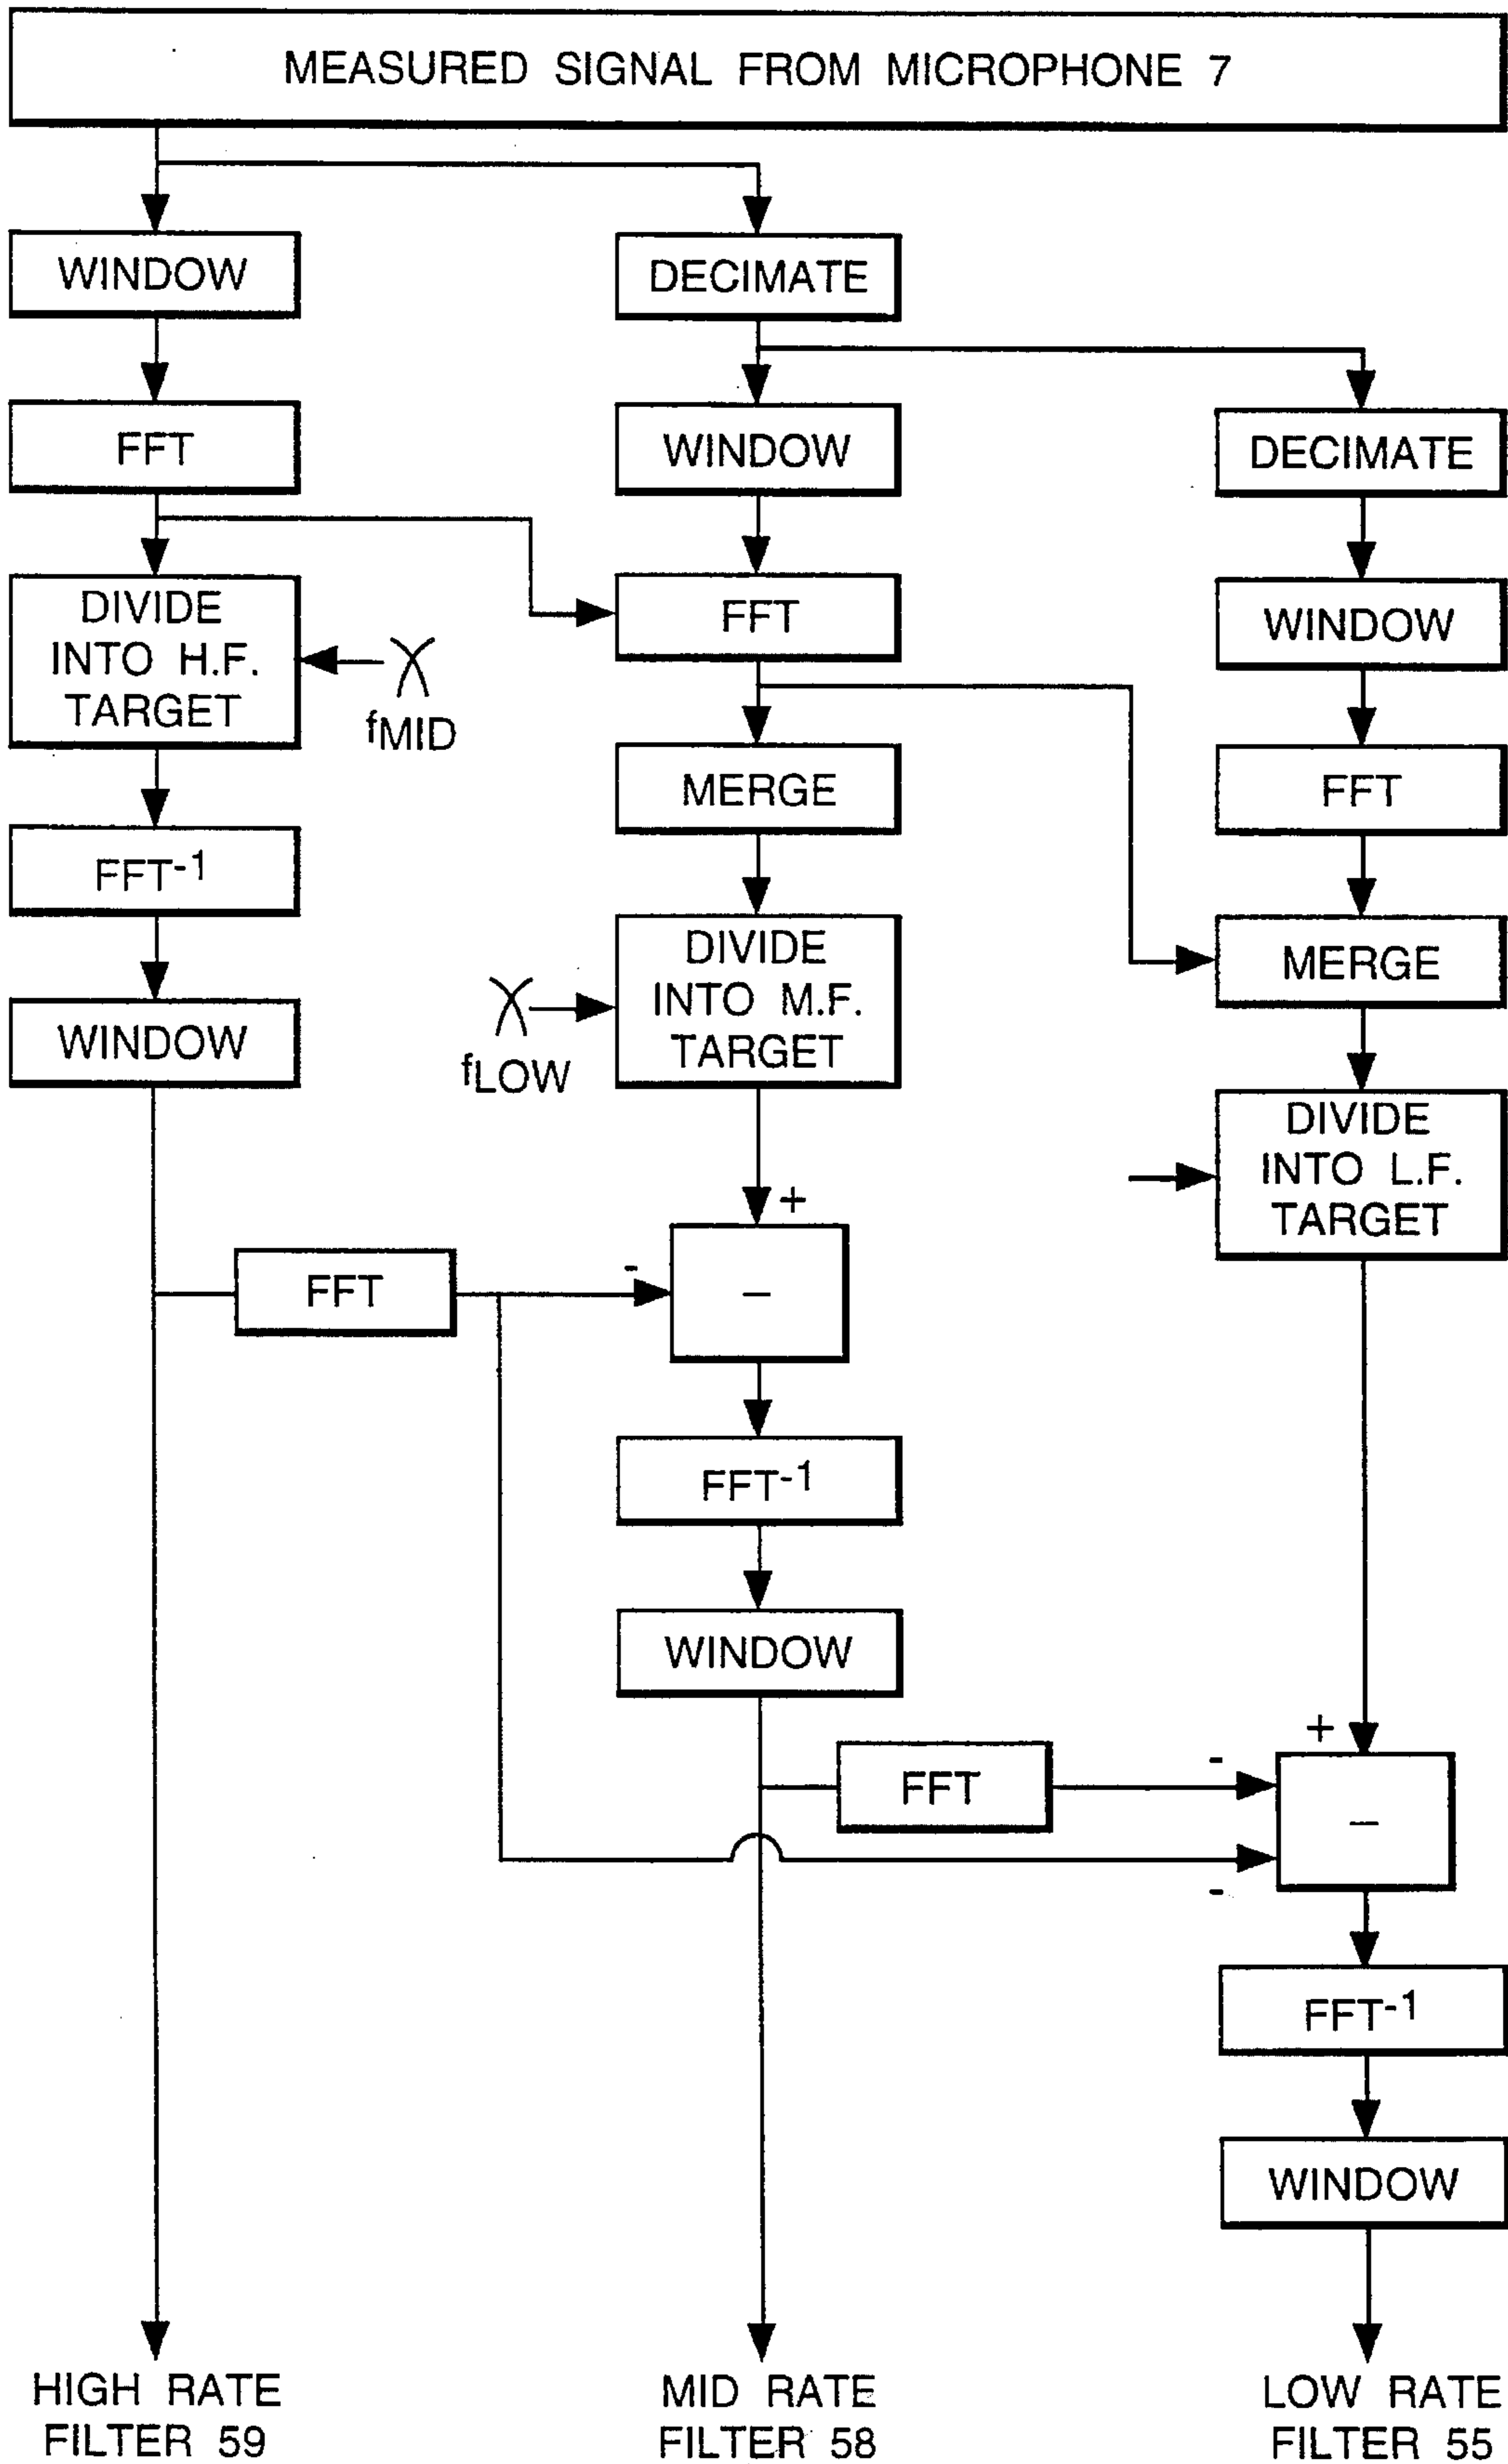 MEASURED SIGNAL FROM MICROPHONE 7
WINDOW
DECIMATE
FFT
WINDOW
DECIMATE
DIVIDE
INTO H.F.
TARGET
fMID
FFT
WINDOW
MERGE
FFT
FFT-1
DIVIDE
INTO M.F.
TARGET
fLOW
MERGE
WINDOW
DIVIDE
INTO L.F.
TARGET
+
FFT
-
–
FFT-1
WINDOW
+
FFT
-
–
-
FFT-1
WINDOW
HIGH RATE
FILTER 59
MID RATE
FILTER 58
LOW RATE
FILTER 55